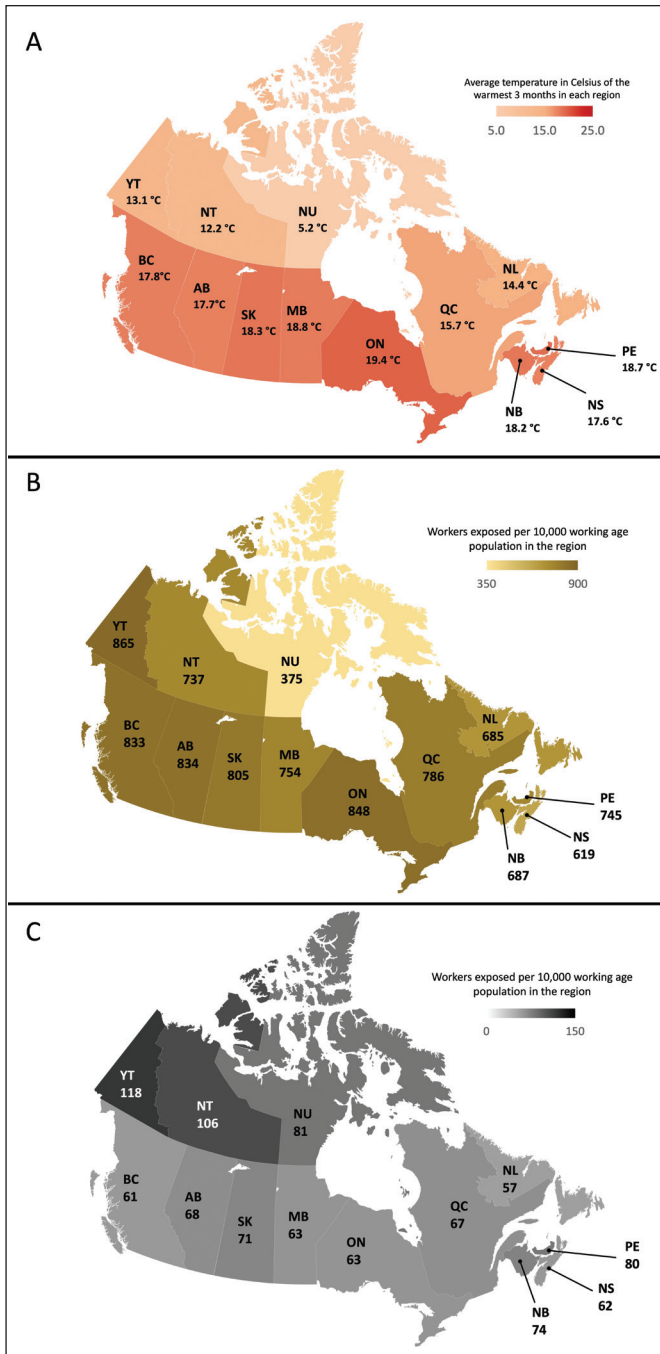 A
Average temperature in Celsius of the
warmest 3 months in each region
5.0 15.0 25.0
YT
13.1 °C
NT
12.2 °C
NU
5.2 °C
BC
17.8°C
AB
17.7°C
SK
18.3 °C
MB
18.8 °C
ON
19.4 °C
QC
15.7 °C
NL
14.4 °C
PE
18.7 °C
NB
18.2 °C
NS
17.6 °C
B
Workers exposed per 10,000 working age
population in the region
350 900
YT
865
NT
737
NU
375
BC
833
AB
834
SK
805
MB
754
ON
848
QC
786
NL
685
PE
745
NB
687
NS
619
C
Workers exposed per 10,000 working age
population in the region
0 150
YT
118
NT
106
NU
81
BC
61
AB
68
SK
71
MB
63
ON
63
QC
67
NL
57
PE
80
NB
74
NS
62